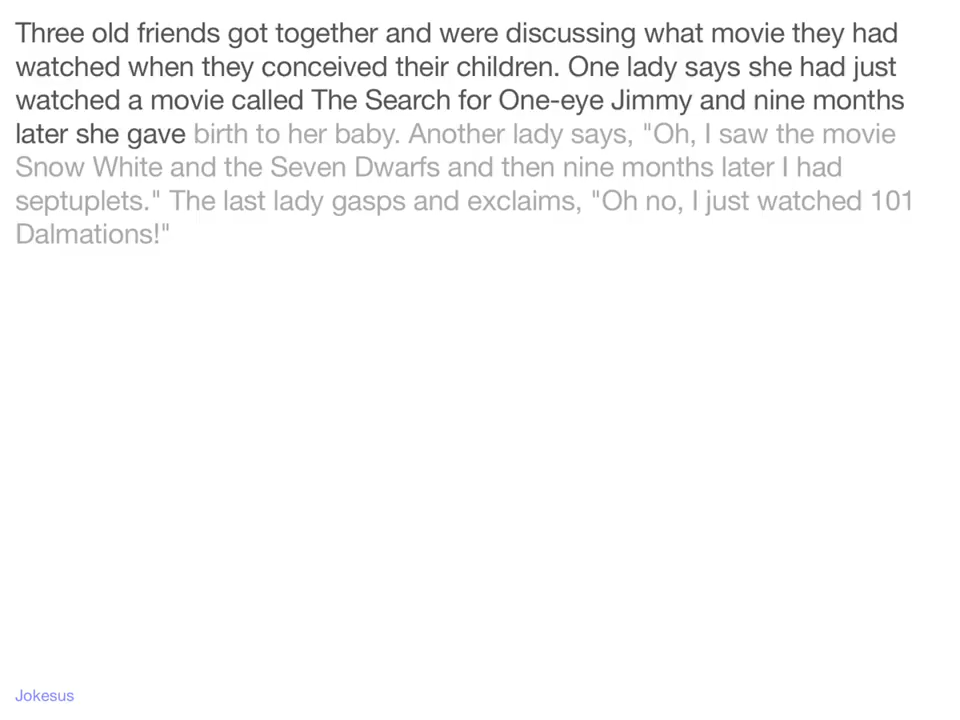 Three old friends got together and were discussing what movie they had
watched when they conceived their children. One lady says she had just
watched a movie called The Search for One-eye Jimmy and nine months
later she gave birth to her baby. Another lady says, "Oh, I saw the movie
Snow White and the Seven Dwarfs and then nine months later I had
septuplets." The last lady gasps and exclaims, "Oh no, I just watched 101
Dalmations!"
Jokesus